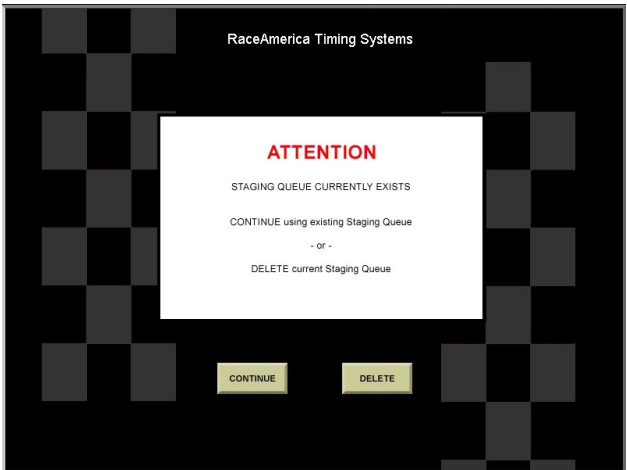 RaceAmerica Timing Systems
ATTENTION
STAGING QUEUE CURRENTLY EXISTS
CONTINUE using existing Staging Queue
- or -
DELETE current Staging Queue
CONTINUE DELETE